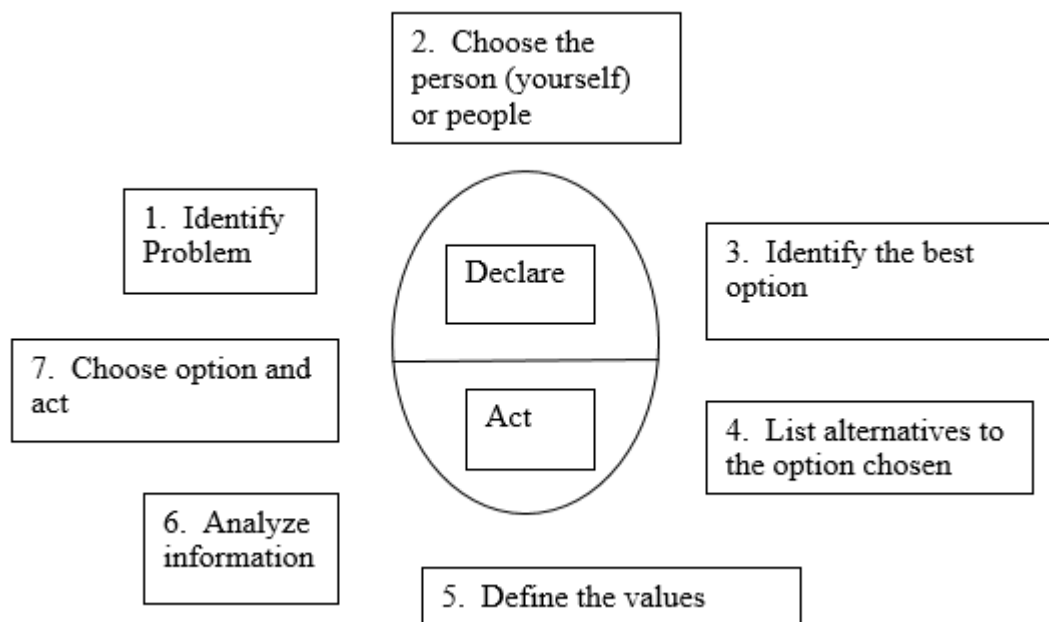 2.  Choose the
person (yourself)
or people
1.  Identify
Problem
Declare
3.  Identify the best
option
7.  Choose option and
act
Act
4.  List alternatives to
the option chosen
6.  Analyze
information
5.  Define the values